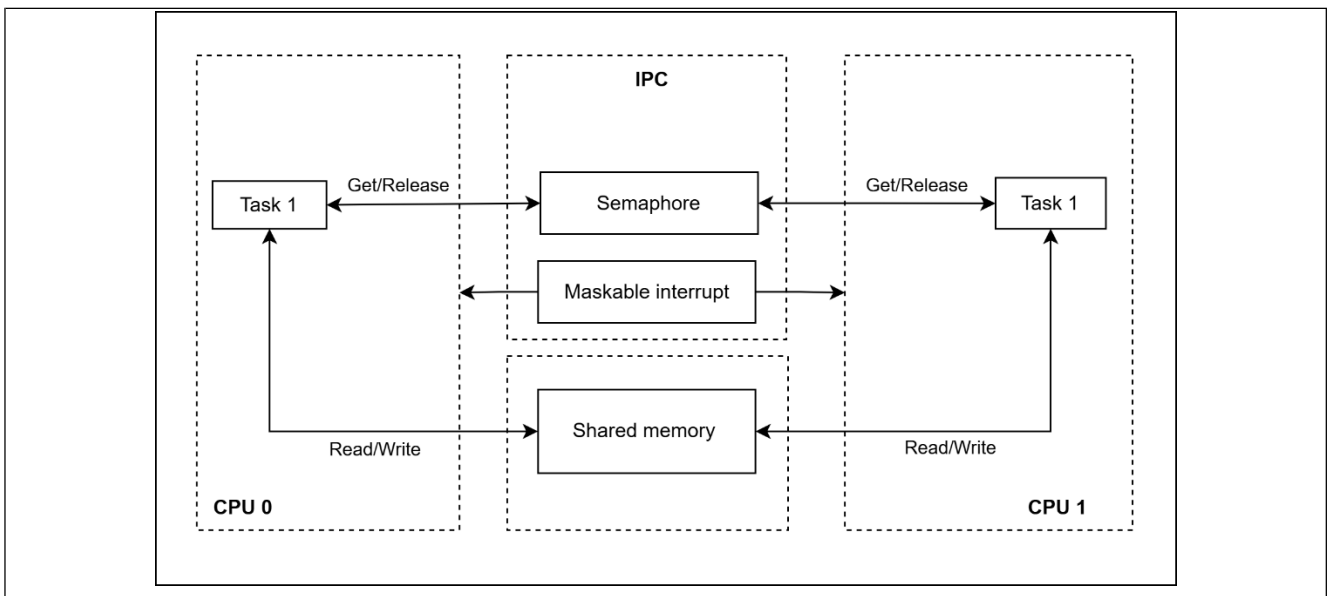 IPC
Get/Release
Get/Release
Task 1
Semaphore
Task 1
Maskable interrupt
Shared memory
Read/Write
Read/Write
CPU 0
CPU 1